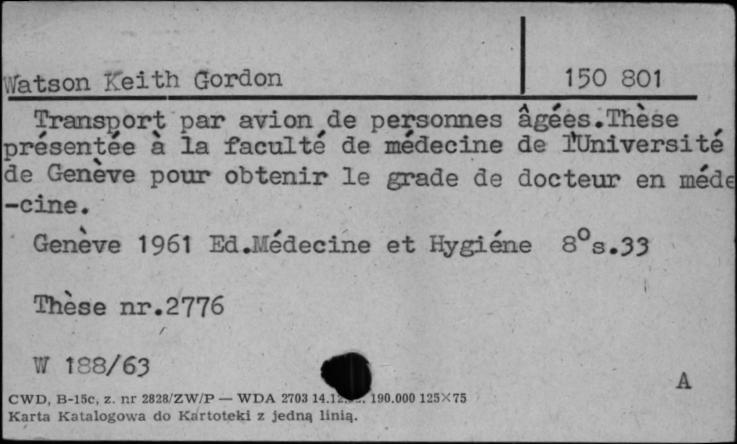 Watson Keith Gordon 150 801
Transport par avion de personnes âgées.Thèse
présentée à la faculté de médecine de l'Université
de Genève pour obtenir le grade de docteur en méde
-cine.
Genève 1961 Ed.Médecine et Hygiéne 8°s.33
Thèse nr.2776
W 188/63
A
CWD, B-15c, z. nr 2828/ZW/P — WDA 2703 190.000 125×75
Karta Katalogowa do Kartoteki z jedną linią.